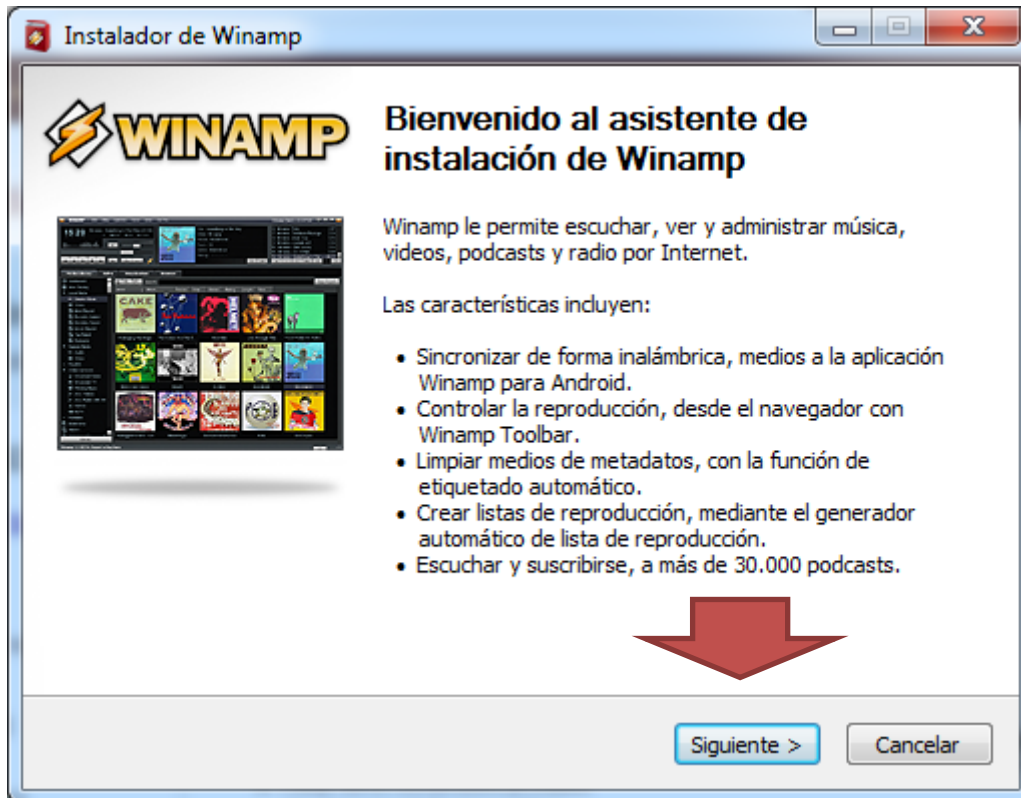 Instalador de Winamp
WINAMP
Bienvenido al asistente de
instalación de Winamp
Winamp le permite escuchar, ver y administrar música,
videos, podcasts y radio por Internet.
Las características incluyen:
• Sincronizar de forma inalámbrica, medios a la aplicación
Winamp para Android.
• Controlar la reproducción, desde el navegador con
Winamp Toolbar.
• Limpiar medios de metadatos, con la función de
etiquetado automático.
• Crear listas de reproducción, mediante el generador
automático de lista de reproducción.
• Escuchar y suscribirse, a más de 30.000 podcasts.
CAKE
Siguiente >
Cancelar